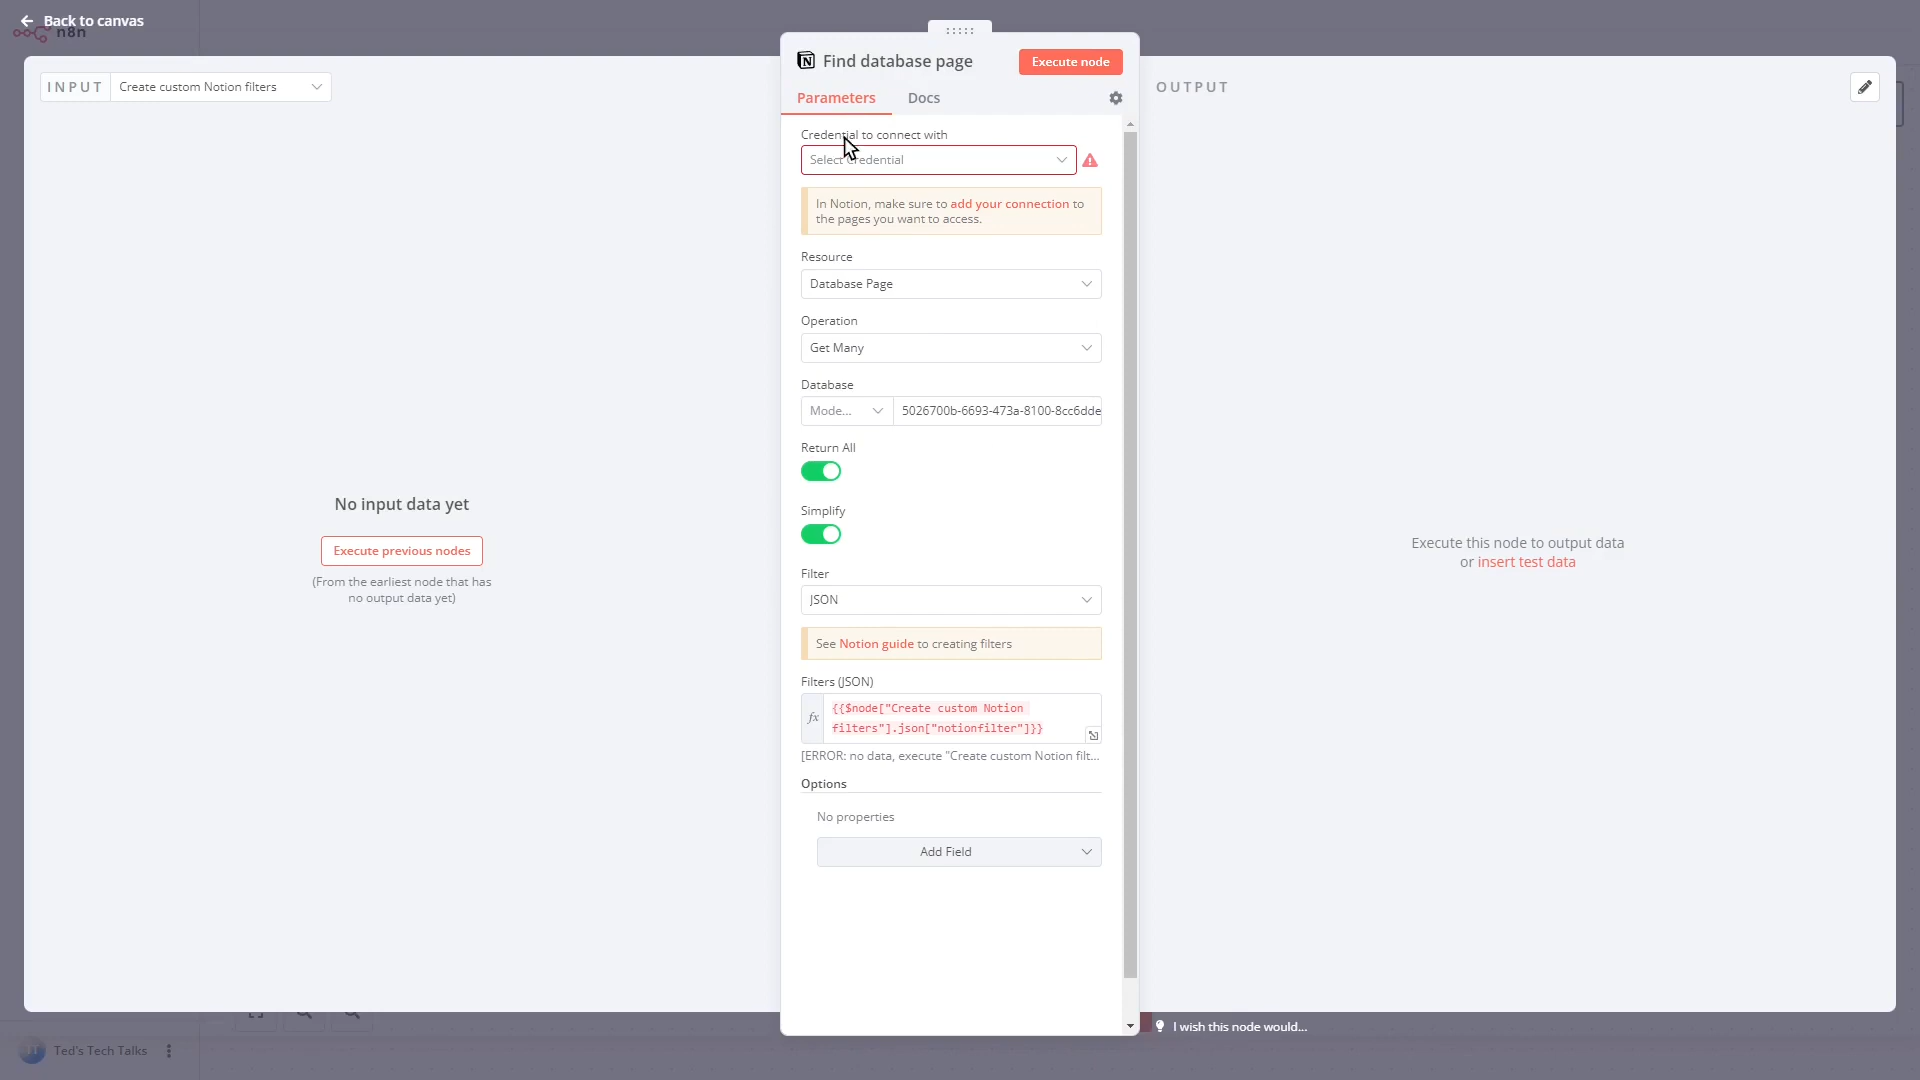 Back to canvas
n8n
INPUT
Create custom Notion filters
Find database page
Execute node
OUTPUT
Parameters
Docs
Credential to connect with
Select Credential
In Notion, make sure to add your connection to
the pages you want to access.
Resource
Database Page
Operation
Get Many
Database
Mode...
5026700b-6693-473a-8100-8cc6dde
Return All
Simplify
No input data yet
Execute previous nodes
(From the earliest node that has
no output data yet)
Execute this node to output data
or insert test data
Filter
JSON
See Notion guide to creating filters
Filters (JSON)
fx
{{$node["Create custom Notion
filters"].json["notionfilter"]}}
[ERROR: no data, execute "Create custom Notion filt...
Options
No properties
Add Field
I wish this node would...
Ted's Tech Talks